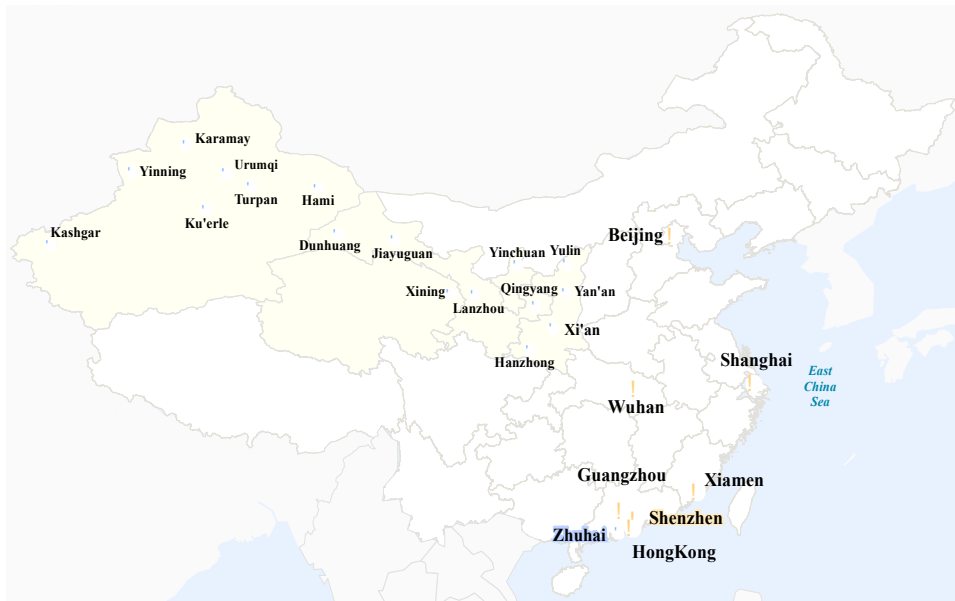 Karamay
Yinning
Urumqi
Turpan
Hami
Ku'erle
Kashgar
Dunhuang
Jiayuguan
Yinchuan
Yulin
Beijing
Xining
Lanzhou
Qingyang
Yan'an
Xi'an
Hanzhong
Shanghai
East
China
Sea
Wuhan
Guangzhou
Xiamen
Shenzhen
Zhuhai
HongKong